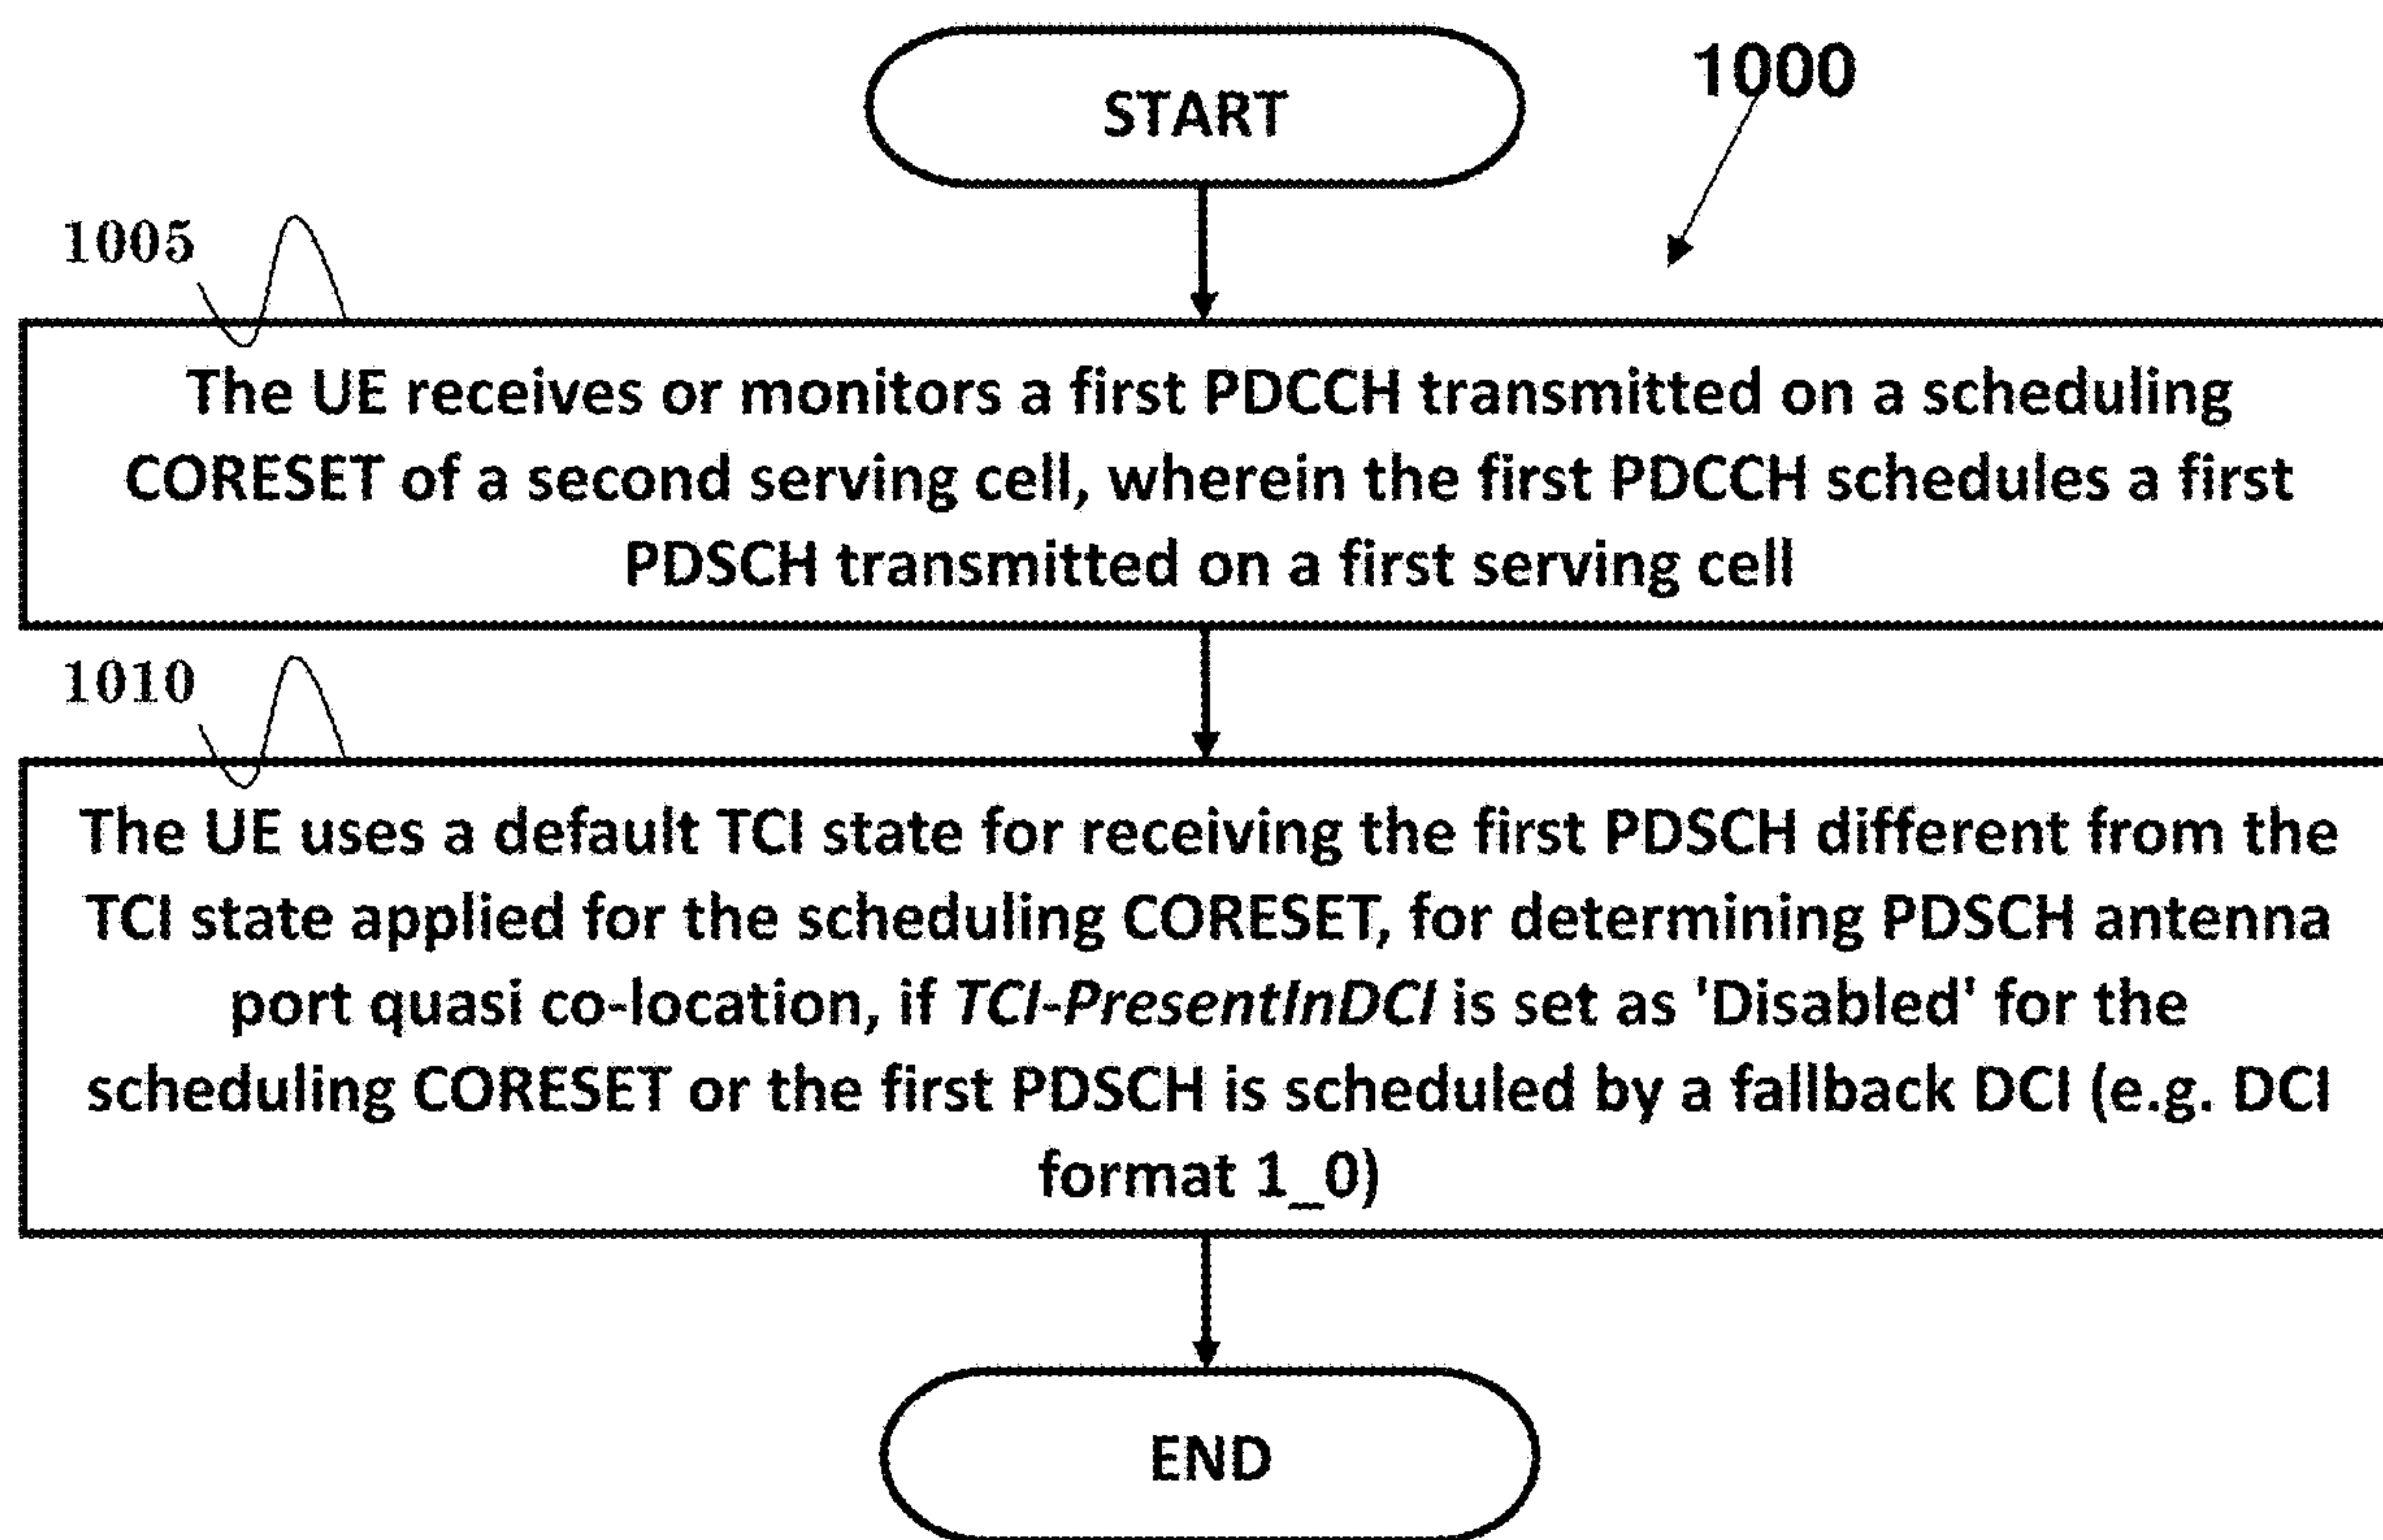 START
1000
1005
The UE receives or monitors a first PDCCH transmitted on a scheduling
CORESET of a second serving cell, wherein the first PDCCH schedules a first
PDSCH transmitted on a first serving cell
1010
The UE uses a default TCI state for receiving the first PDSCH different from the
TCI state applied for the scheduling CORESET, for determining PDSCH antenna
port quasi co-location, if TCI-PresentInDCI is set as 'Disabled' for the
scheduling CORESET or the first PDSCH is scheduled by a fallback DCI (e.g. DCI
format 1_0)
END